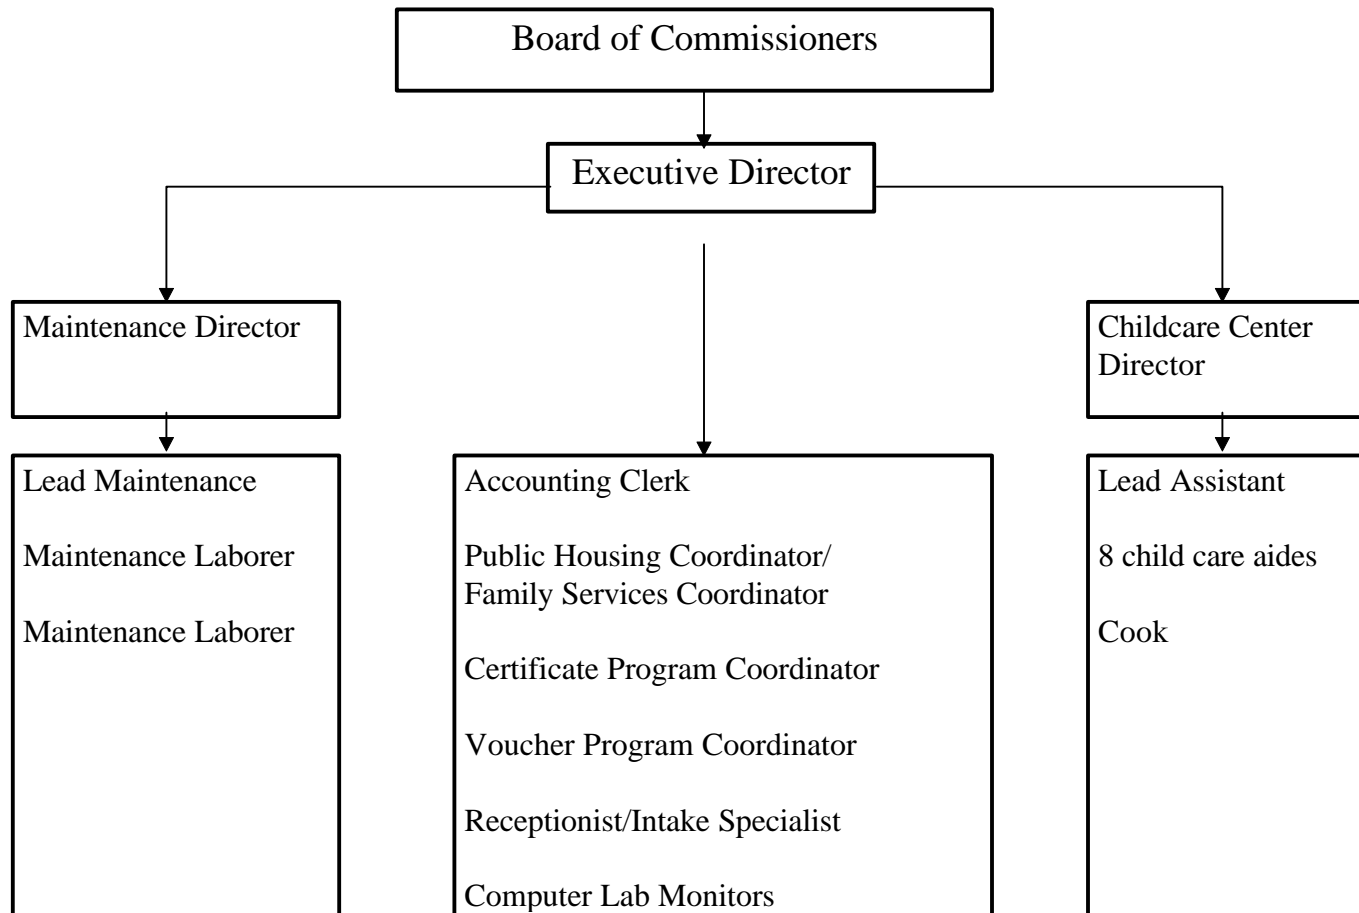 Board of Commissioners
Executive Director
Maintenance Director
Childcare Center
Director
Lead Maintenance
Maintenance Laborer
Maintenance Laborer
Accounting Clerk
Public Housing Coordinator/
Family Services Coordinator
Certificate Program Coordinator
Voucher Program Coordinator
Receptionist/Intake Specialist
Computer Lab Monitors
Lead Assistant
8 child care aides
Cook